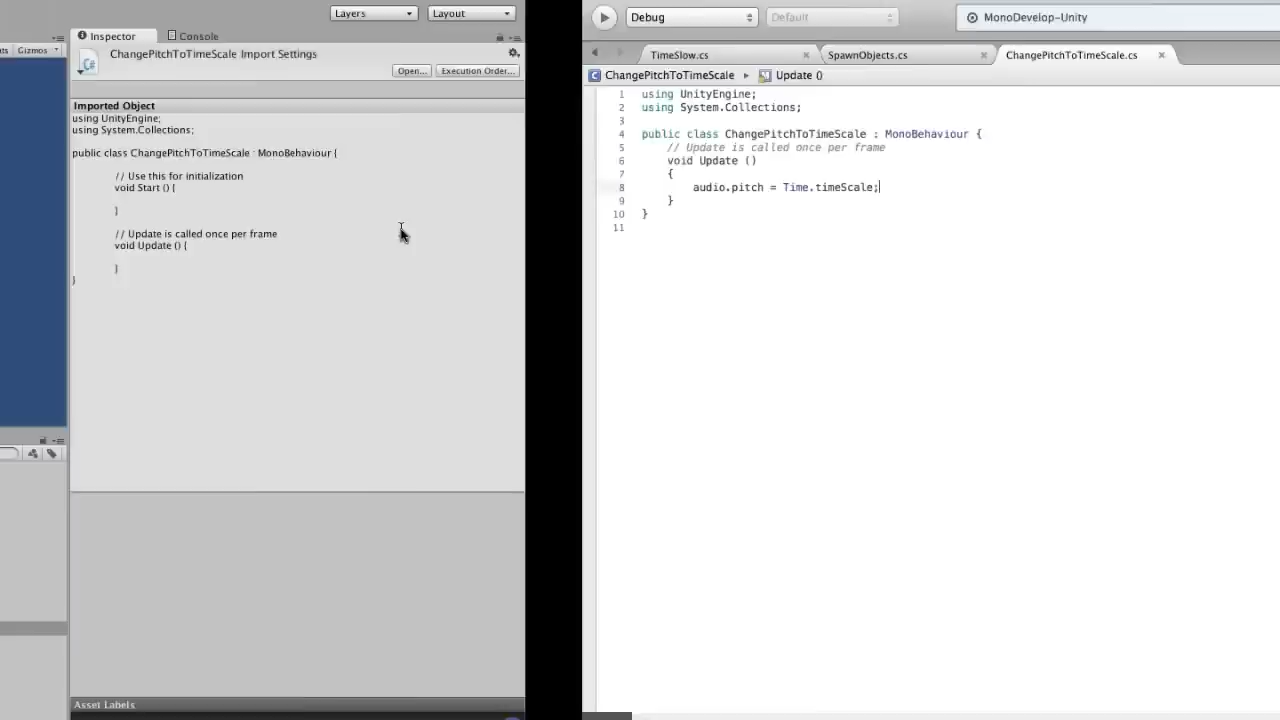 Layers
Layout
Debug
Default
MonoDevelop-Unity
Inspector
Console
Gizmos
ChangePitchToTimeScale Import Settings
Open...
Execution Order...
Imported Object
using UnityEngine;
using System.Collections;
public class ChangePitchToTimeScale : MonoBehaviour {
// Use this for initialization
void Start () {
}
// Update is called once per frame
void Update () {
}
}
Asset Labels
TimeSlow.cs
SpawnObjects.cs
ChangePitchToTimeScale.cs
ChangePitchToTimeScale
Update ()
1 using UnityEngine;
2 using System.Collections;
3
4 public class ChangePitchToTimeScale : MonoBehaviour {
5 // Update is called once per frame
6 void Update ()
7 {
8 audio.pitch = Time.timeScale;
9 }
10 }
11